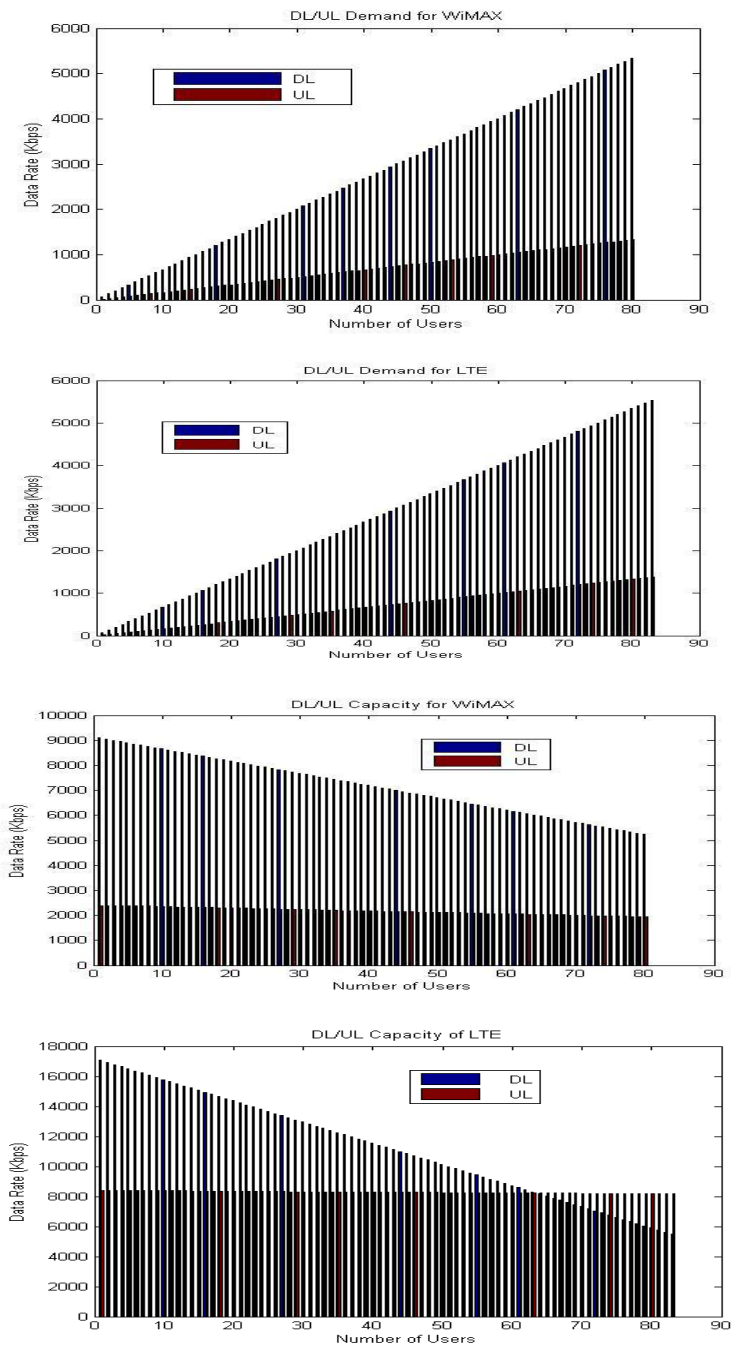 DL/UL Demand for WiMAX
6000
5000
4000
3000
2000
1000
0
Data Rate (Kbps)
DL
UL
0 10 20 30 40 50 60 70 80 90
Number of Users
DL/UL Demand for LTE
6000
5000
4000
3000
2000
1000
0
Data Rate (Kbps)
DL
UL
0 10 20 30 40 50 60 70 80 90
Number of Users
DL/UL Capacity for WiMAX
10000
9000
8000
7000
6000
5000
4000
3000
2000
1000
0
Data Rate (Kbps)
DL
UL
0 10 20 30 40 50 60 70 80 90
Number of Users
DL/UL Capacity of LTE
18000
16000
14000
12000
10000
8000
6000
4000
2000
0
Data Rate (Kbps)
DL
UL
0 10 20 30 40 50 60 70 80 90
Number of Users